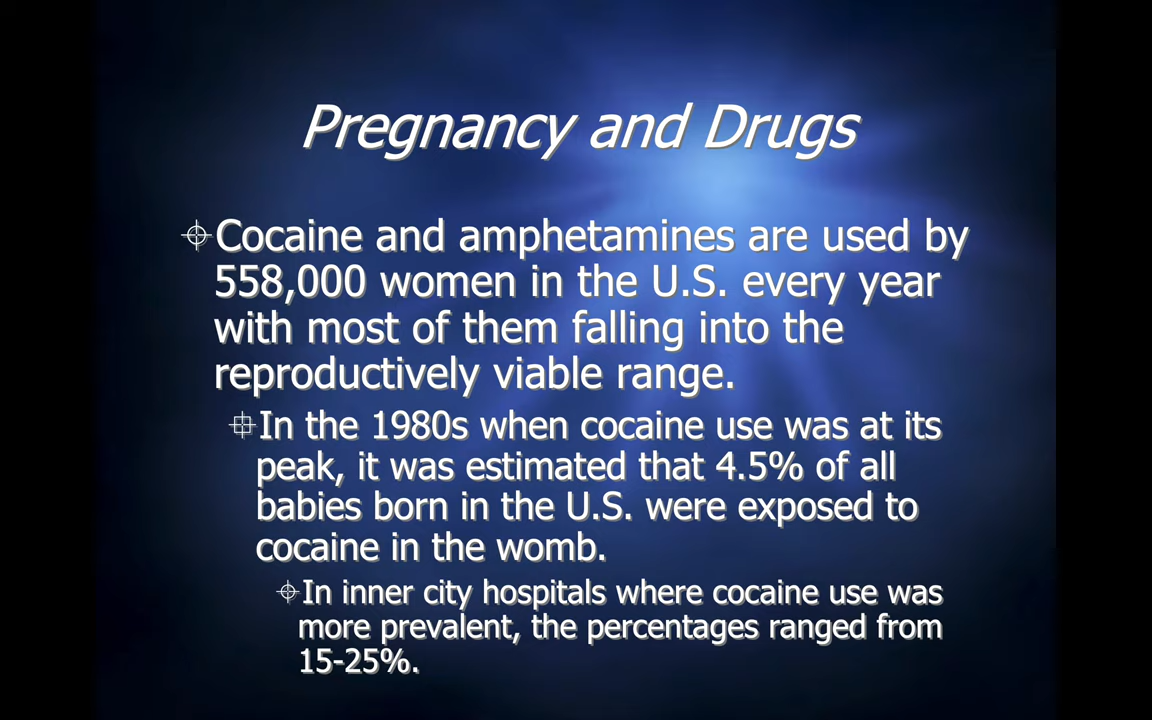 Pregnancy and Drugs
Cocaine and amphetamines are used by
558,000 women in the U.S. every year
with most of them falling into the
reproductively viable range.
In the 1980s when cocaine use was at its
peak, it was estimated that 4.5% of all
babies born in the U.S. were exposed to
cocaine in the womb.
In inner city hospitals where cocaine use was
more prevalent, the percentages ranged from
15-25%.